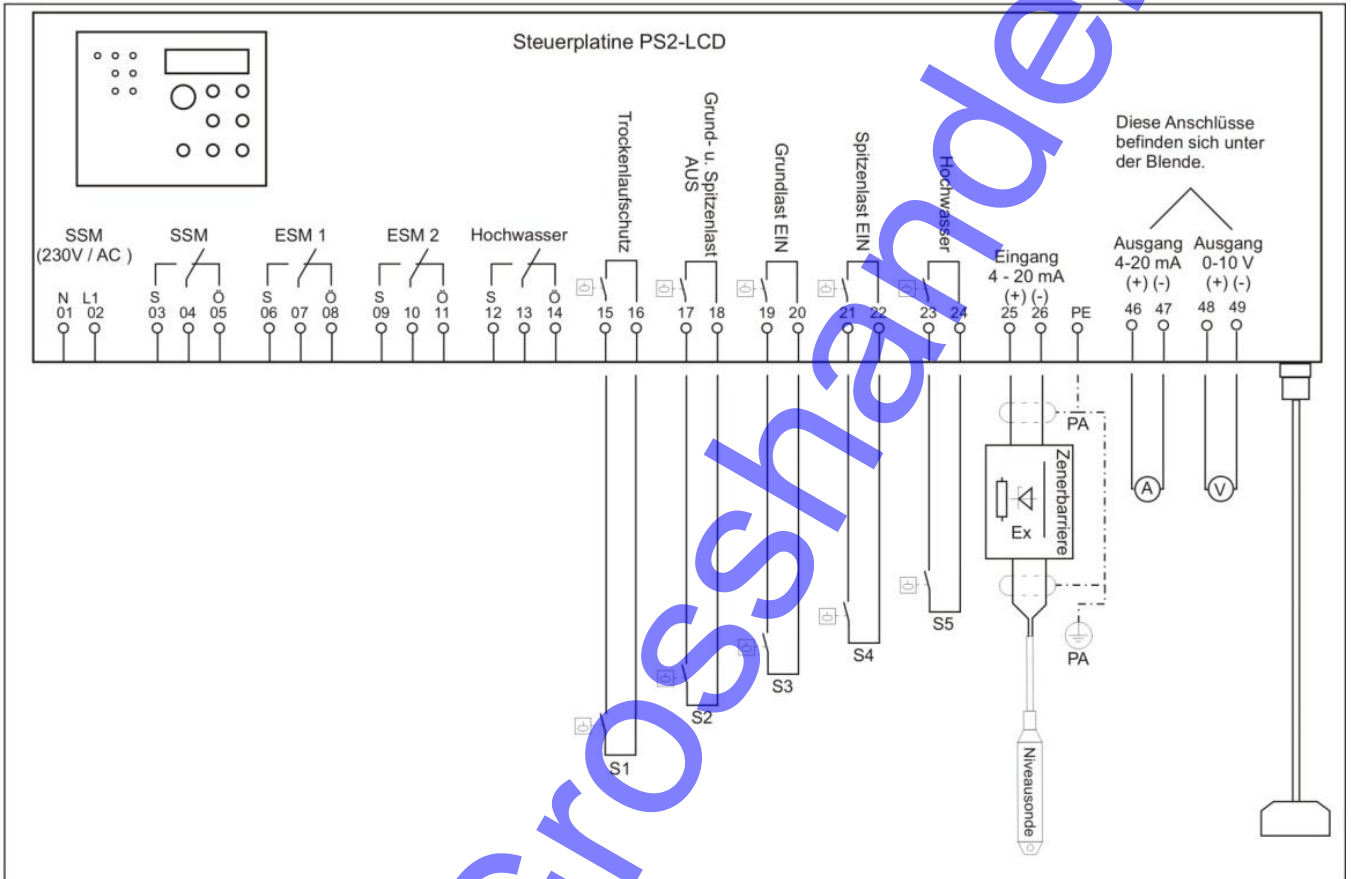 Steuerplatine PS2-LCD
Trockenlaufschutz
Grund- u. Spitzenlast
AUS
Grundlast EIN
Spitzenlast EIN
Hochwasser
Diese Anschlüsse
befinden sich unter
der Blende.
SSM
(230V / AC )
SSM
ESM 1
ESM 2
Hochwasser
Eingang
4 - 20 mA
(+) (-)
Ausgang
4-20 mA
(+) (-)
Ausgang
0-10 V
(+) (-)
N L1
S Ö
S Ö
S Ö
S Ö
01 02 03 04 05 06 07 08 09 10 11 12 13 14 15 16 17 18 19 20 21 22 23 24 25 26 PE 46 47 48 49
PA
Zenerbarriere
Ex
A
V
S5
S4
PA
S3
S2
S1
Niveausonde
Grosshandel